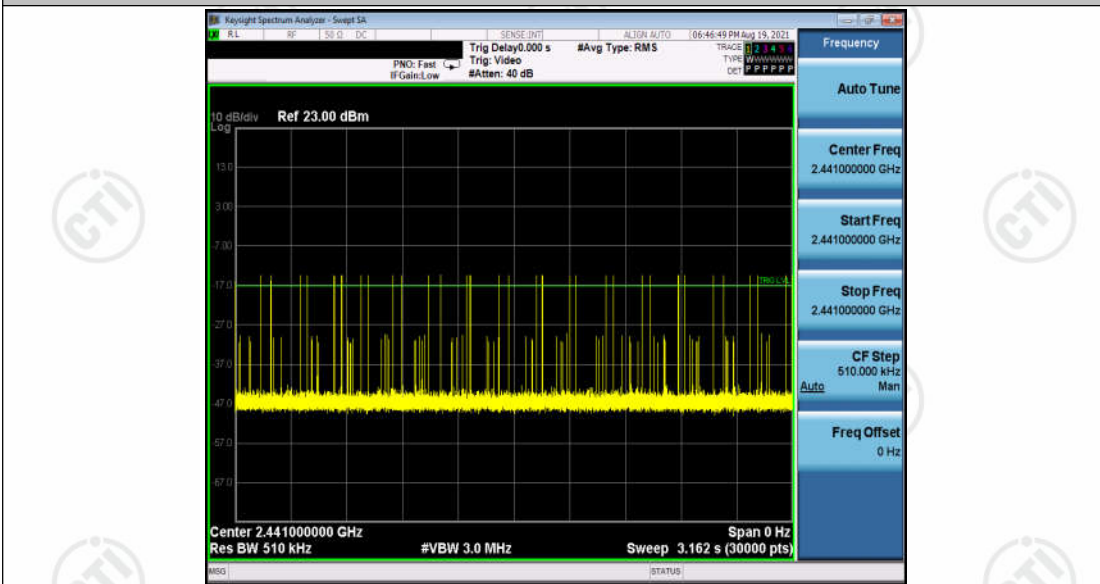 Keysight Spectrum Analyzer - Swept SA
RL RF 50 Ω DC SENSE:INT ALIGN AUTO 06:46:49 PM Aug 19, 2021
Trig Delay0.000 s #Avg Type: RMS TRACE 1 2 3 4 5 6
PNO: Fast Trig: Video TYPE WWWWWW
IFGain:Low #Atten: 40 dB DET P P P P P P
10 dB/div Ref 23.00 dBm
Log
13.0
3.00
-7.00
-17.0
TRIG LVL
-27.0
-37.0
-47.0
-57.0
-67.0
Center 2.441000000 GHz Span 0 Hz
Res BW 510 kHz #VBW 3.0 MHz Sweep 3.162 s (30000 pts)
MSG STATUS
Frequency
Auto Tune
Center Freq
2.441000000 GHz
Start Freq
2.441000000 GHz
Stop Freq
2.441000000 GHz
CF Step
510.000 kHz
Auto Man
Freq Offset
0 Hz
CTI
CTI